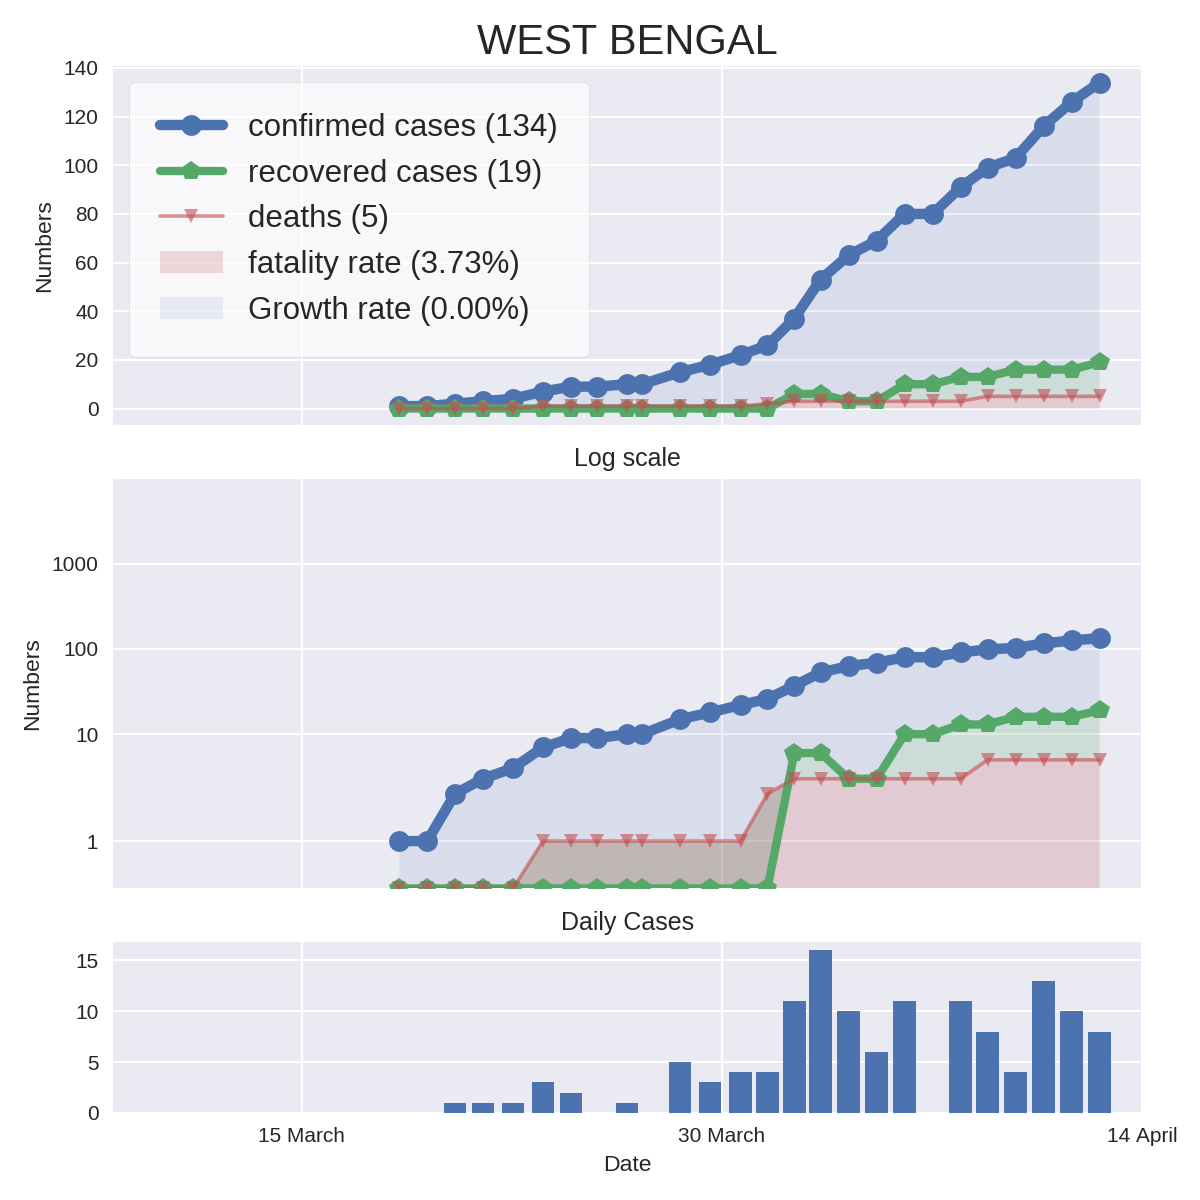 WEST BENGAL
140
120
100
80
60
40
20
0
Numbers
confirmed cases (134)
recovered cases (19)
deaths (5)
fatality rate (3.73%)
Growth rate (0.00%)
Log scale
1000
100
10
1
Numbers
Daily Cases
15
10
5
0
15 March
30 March
14 April
Date